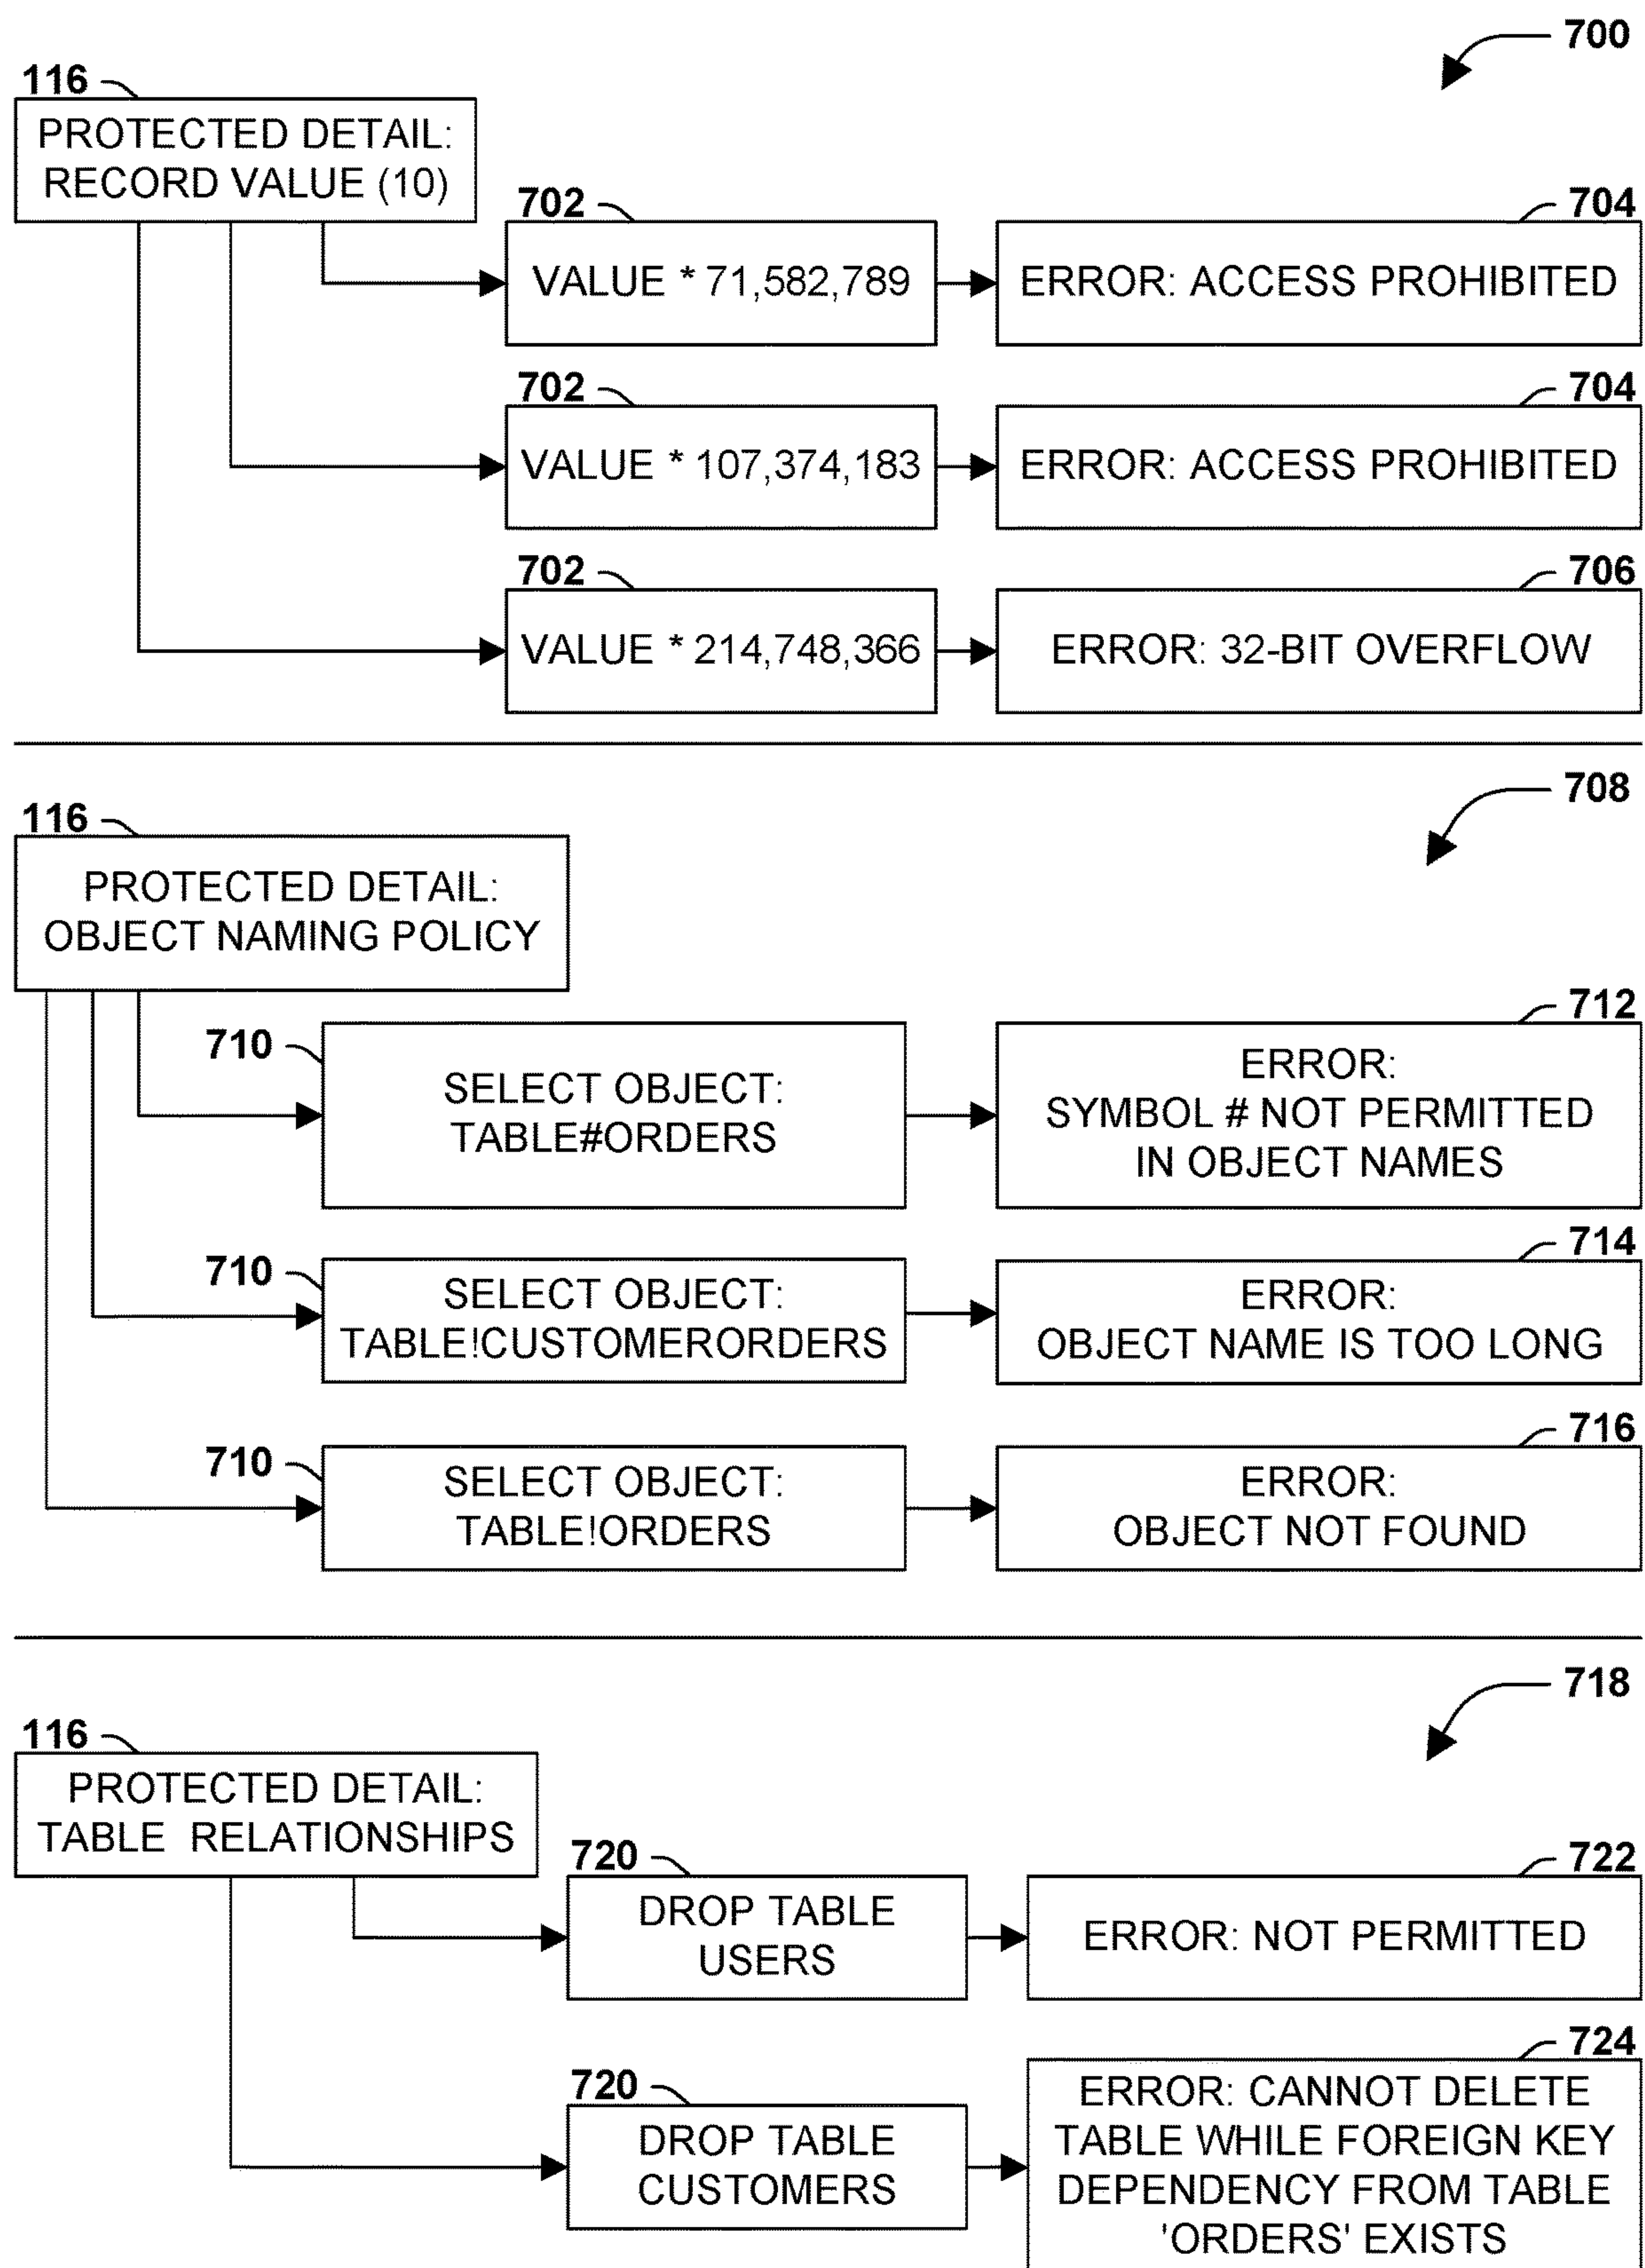 700
116
PROTECTED DETAIL:
RECORD VALUE (10)
702
704
VALUE * 71,582,789
ERROR: ACCESS PROHIBITED
702
704
VALUE * 107,374,183
ERROR: ACCESS PROHIBITED
702
706
VALUE * 214,748,366
ERROR: 32-BIT OVERFLOW
708
116
PROTECTED DETAIL:
OBJECT NAMING POLICY
710
712
SELECT OBJECT:
TABLE#ORDERS
ERROR:
SYMBOL # NOT PERMITTED
IN OBJECT NAMES
710
714
SELECT OBJECT:
TABLE!CUSTOMERORDERS
ERROR:
OBJECT NAME IS TOO LONG
710
716
SELECT OBJECT:
TABLE!ORDERS
ERROR:
OBJECT NOT FOUND
718
116
PROTECTED DETAIL:
TABLE RELATIONSHIPS
720
722
DROP TABLE
USERS
ERROR: NOT PERMITTED
720
724
DROP TABLE
CUSTOMERS
ERROR: CANNOT DELETE
TABLE WHILE FOREIGN KEY
DEPENDENCY FROM TABLE
'ORDERS' EXISTS